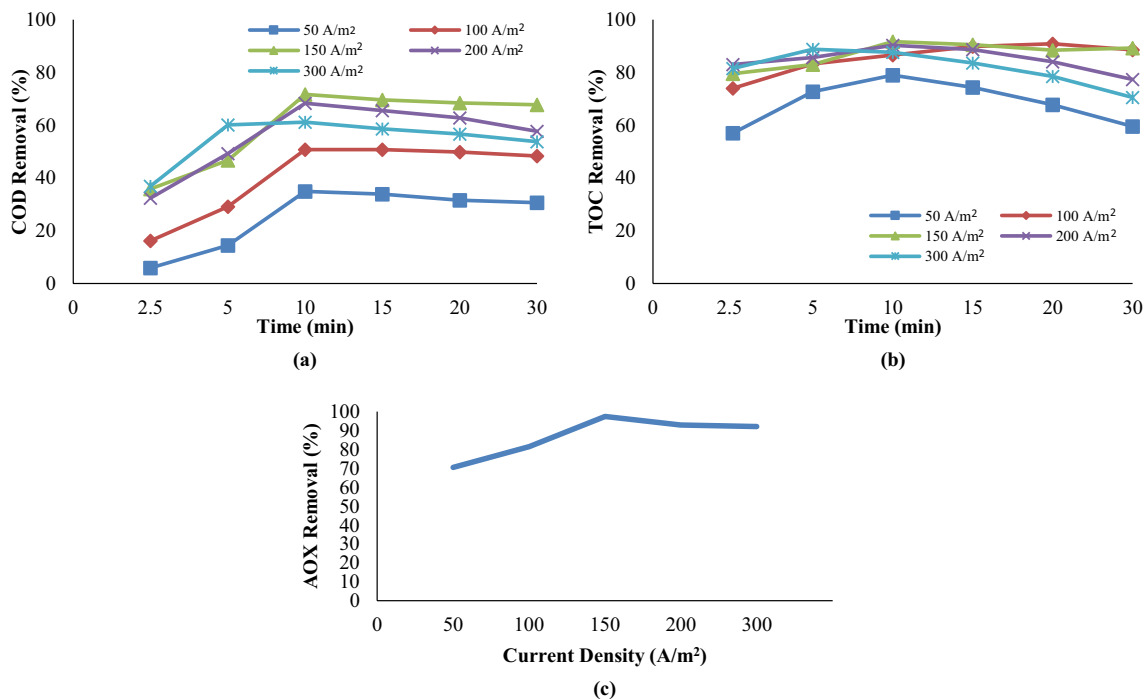 COD Removal (%)
100
80
60
40
20
0
50 A/m² 100 A/m²
150 A/m² 200 A/m²
300 A/m²
0 2.5 5 10 15 20 30
Time (min)
(a)
TOC Removal (%)
100
80
60
40
20
0
50 A/m² 100 A/m²
150 A/m² 200 A/m²
300 A/m²
0 2.5 5 10 15 20 30
Time (min)
(b)
AOX Removal (%)
100
90
80
70
60
50
40
30
20
10
0
0 50 100 150 200 300
Current Density (A/m²)
(c)